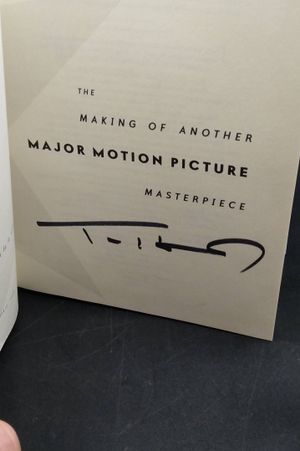 THE
MAKING OF ANOTHER
MAJOR MOTION PICTURE
MASTERPIECE